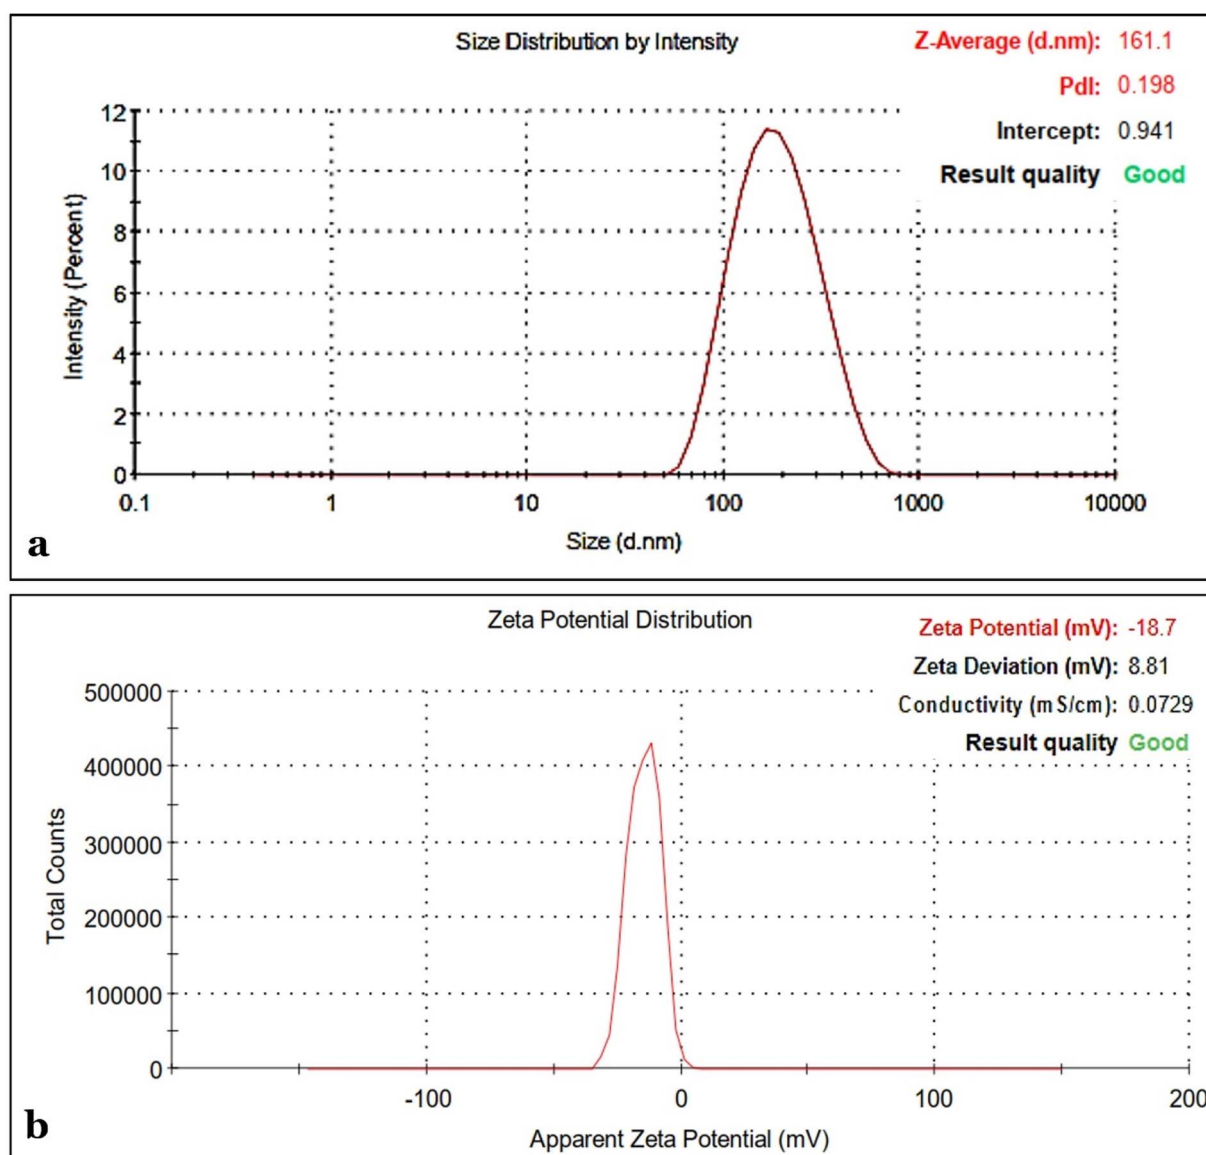 Size Distribution by Intensity
Z-Average (d.nm): 161.1
PdI: 0.198
Intercept: 0.941
Result quality Good
Intensity (Percent)
12
10
8
6
4
2
0
0.1 1 10 100 1000 10000
Size (d.nm)
a
Zeta Potential Distribution
Zeta Potential (mV): -18.7
Zeta Deviation (mV): 8.81
Conductivity (mS/cm): 0.0729
Result quality Good
Total Counts
500000
400000
300000
200000
100000
0
-100 0 100 200
Apparent Zeta Potential (mV)
b